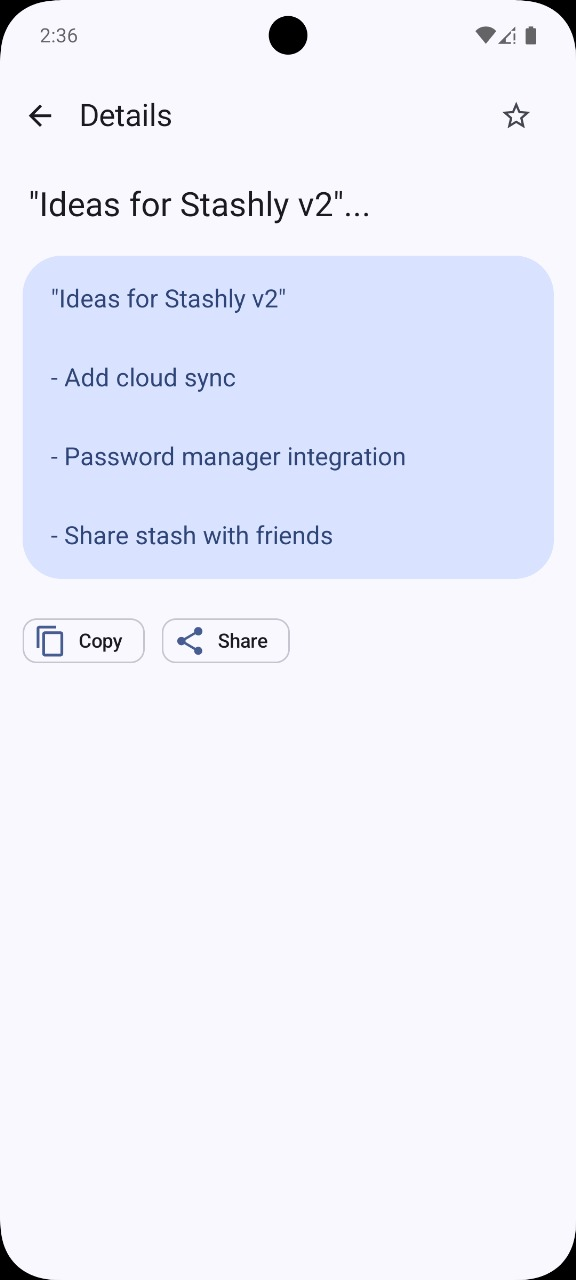 2:36
Details
"Ideas for Stashly v2"...
"Ideas for Stashly v2"
- Add cloud sync
- Password manager integration
- Share stash with friends
Copy
Share